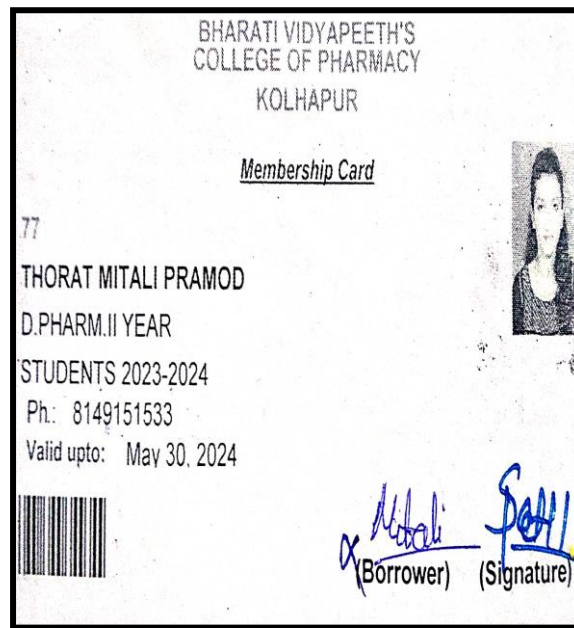 BHARATI VIDYAPEETH'S
COLLEGE OF PHARMACY
KOLHAPUR
Membership Card
77
THORAT MITALI PRAMOD
D.PHARM.II YEAR
STUDENTS 2023-2024
Ph.: 8149151533
Valid upto: May 30, 2024
Mitali
(Borrower) (Signature)